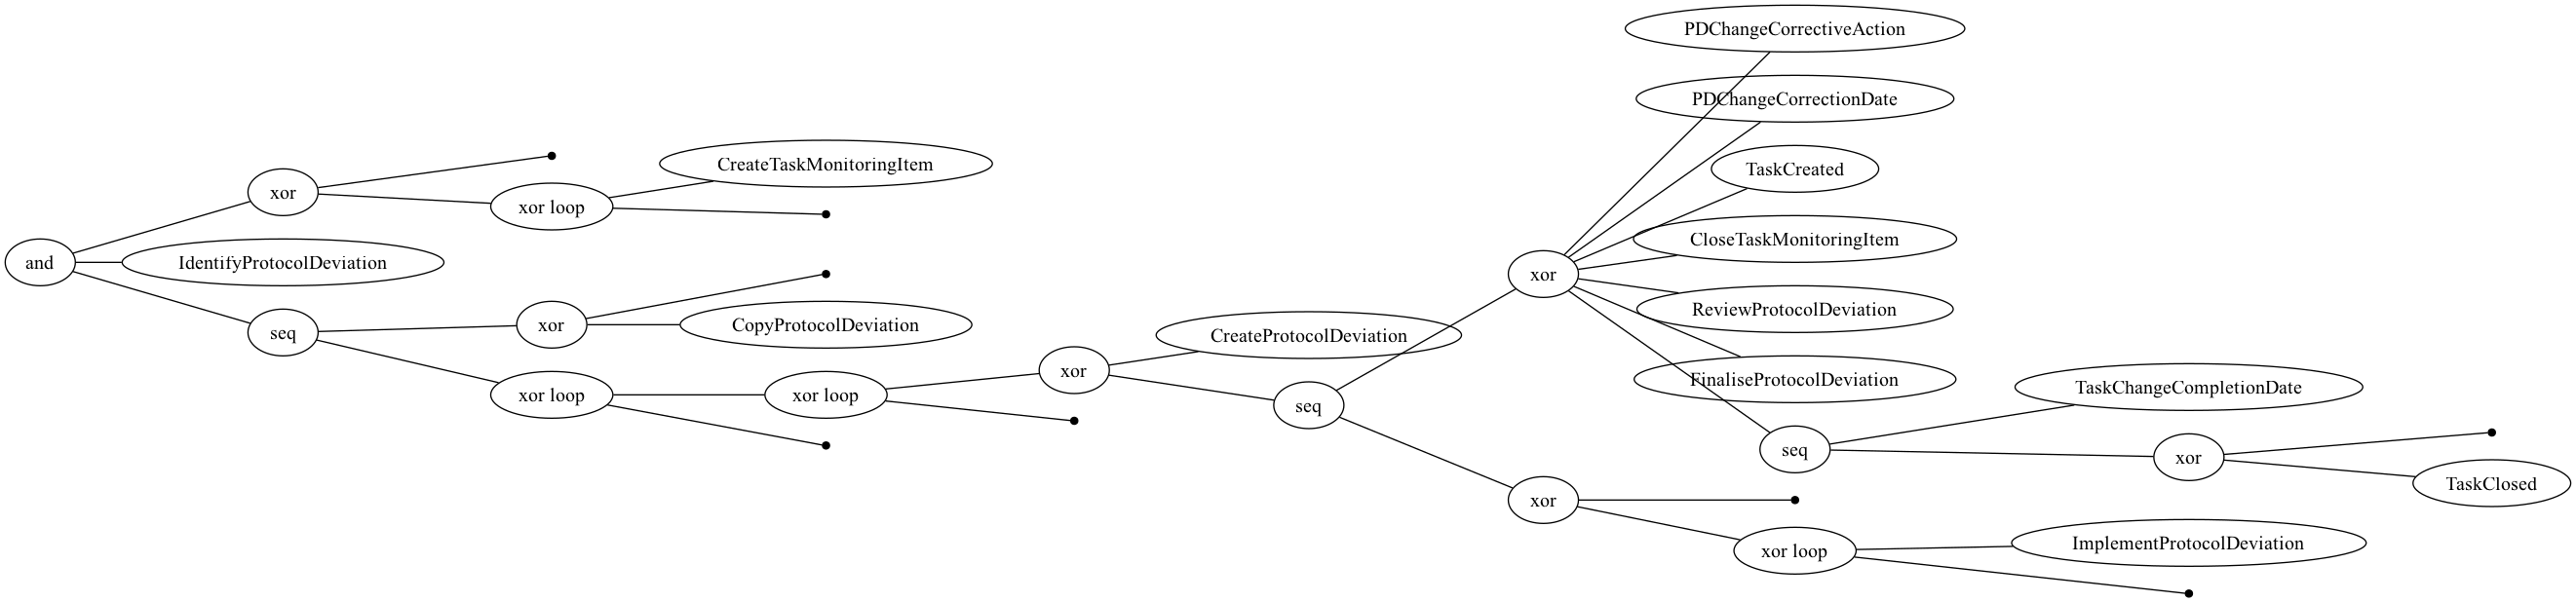 and
xor
IdentifyProtocolDeviation
seq
xor loop
CreateTaskMonitoringItem
xor
CopyProtocolDeviation
xor loop
xor loop
xor
CreateProtocolDeviation
seq
xor
PDChangeCorrectiveAction
PDChangeCorrectionDate
TaskCreated
CloseTaskMonitoringItem
ReviewProtocolDeviation
FinaliseProtocolDeviation
seq
TaskChangeCompletionDate
xor
TaskClosed
xor
xor loop
ImplementProtocolDeviation